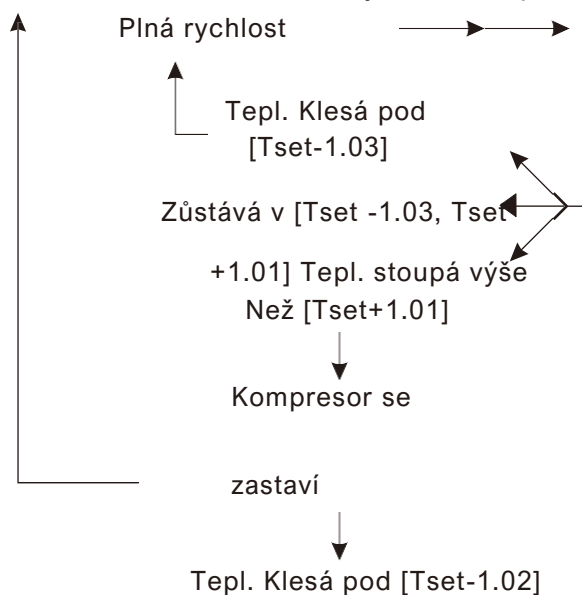 Plná rychlost
Tepl. Klesá pod
[Tset-1.03]
Zůstává v [Tset -1.03, Tset
+1.01] Tepl. stoupá výše
Než [Tset+1.01]
Kompresor se
zastaví
Tepl. Klesá pod [Tset-1.02]